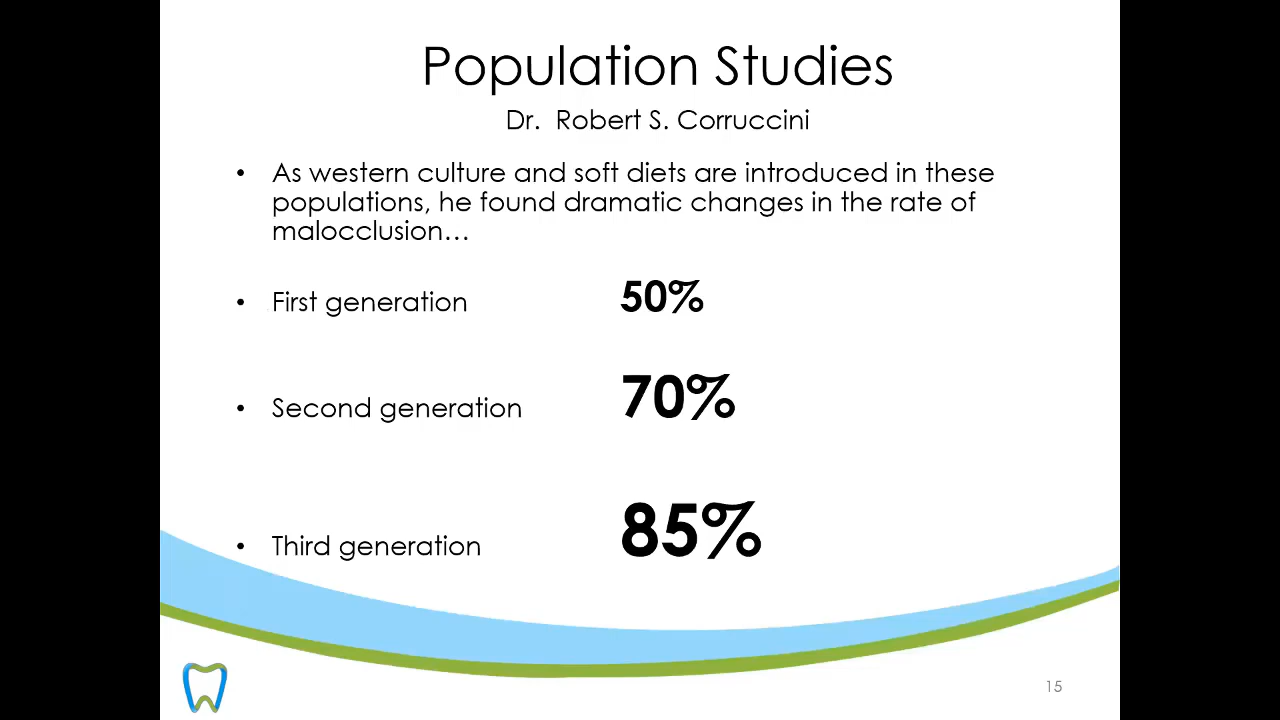 Population Studies
Dr.  Robert S. Corruccini
• As western culture and soft diets are introduced in these
populations, he found dramatic changes in the rate of
malocclusion…
• First generation 50%
• Second generation 70%
• Third generation 85%
15